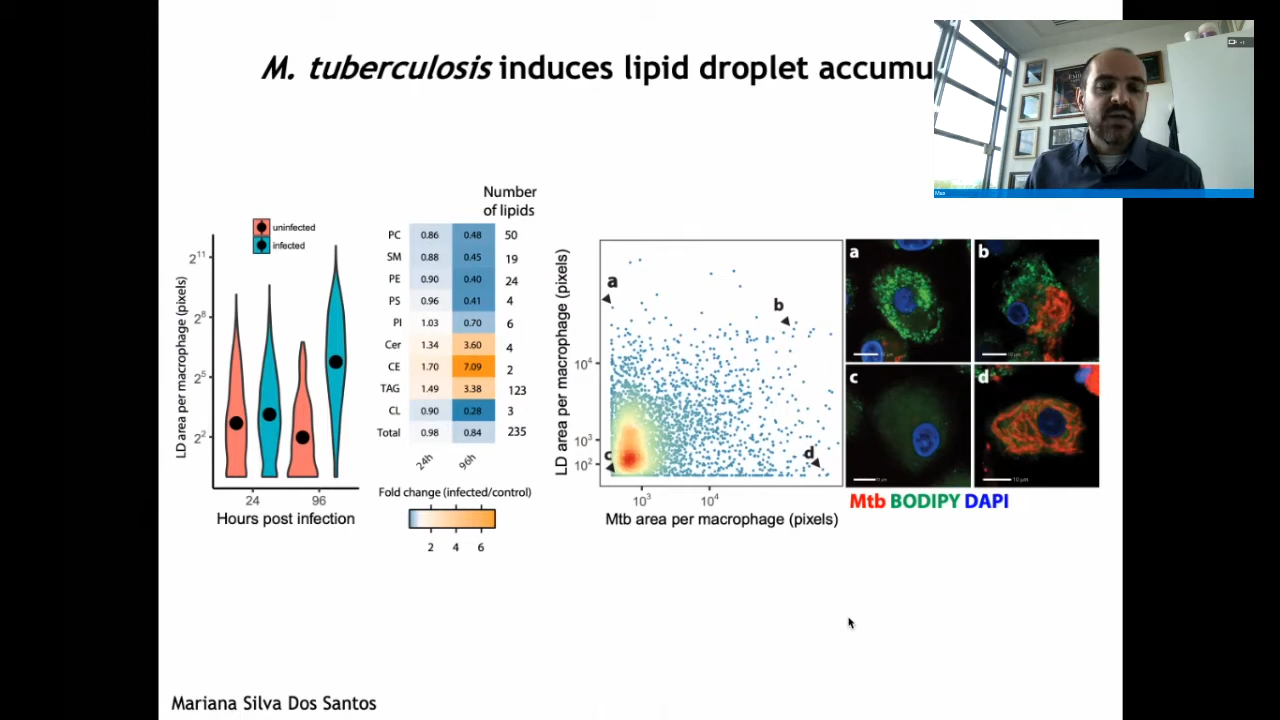 M. tuberculosis induces lipid droplet accumu
Number
of lipids
uninfected
infected
LD area per macrophage (pixels)
2^11
2^8
2^5
2^2
24
96
Hours post infection
PC 0.86 0.48 50
SM 0.88 0.45 19
PE 0.90 0.40 24
PS 0.96 0.41 4
PI 1.03 0.70 6
Cer 1.34 3.60 4
CE 1.70 7.09 2
TAG 1.49 3.38 123
CL 0.90 0.28 3
Total 0.98 0.84 235
24h 96h
Fold change (infected/control)
2 4 6
LD area per macrophage (pixels)
10^4
10^3
10^2
a
b
c
d
10^3 10^4
Mtb area per macrophage (pixels)
a
b
c
d
10 µm
Mtb BODIPY DAPI
Mariana Silva Dos Santos
Max